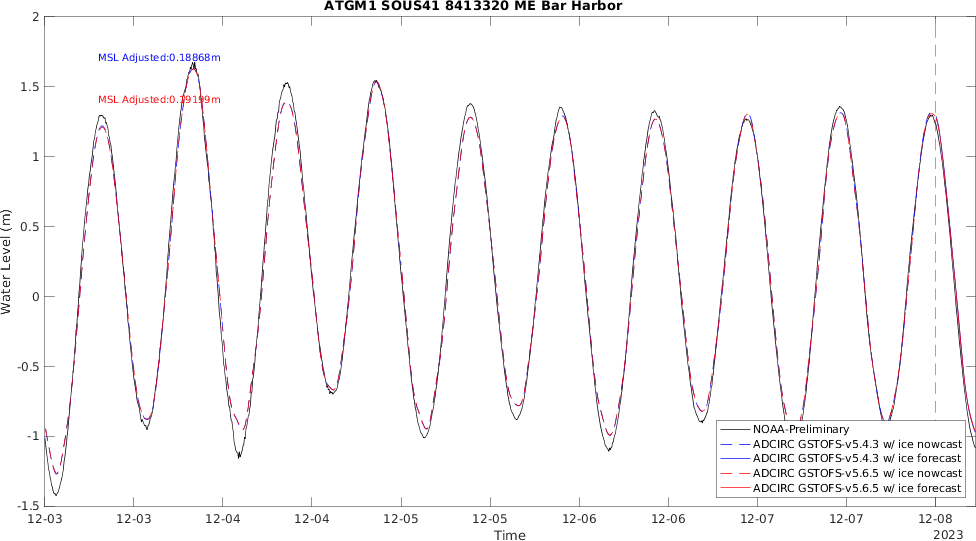 ATGM1 SOUS41 8413320 ME Bar Harbor
MSL Adjusted:0.18868m
MSL Adjusted:0.19199m
Water Level (m)
2
1.5
1
0.5
0
-0.5
-1
-1.5
12-03 12-03 12-04 12-04 12-05 12-05 12-06 12-06 12-07 12-07 12-08
2023
Time
NOAA-Preliminary
ADCIRC GSTOFS-v5.4.3 w/ ice nowcast
ADCIRC GSTOFS-v5.4.3 w/ ice forecast
ADCIRC GSTOFS-v5.6.5 w/ ice nowcast
ADCIRC GSTOFS-v5.6.5 w/ ice forecast